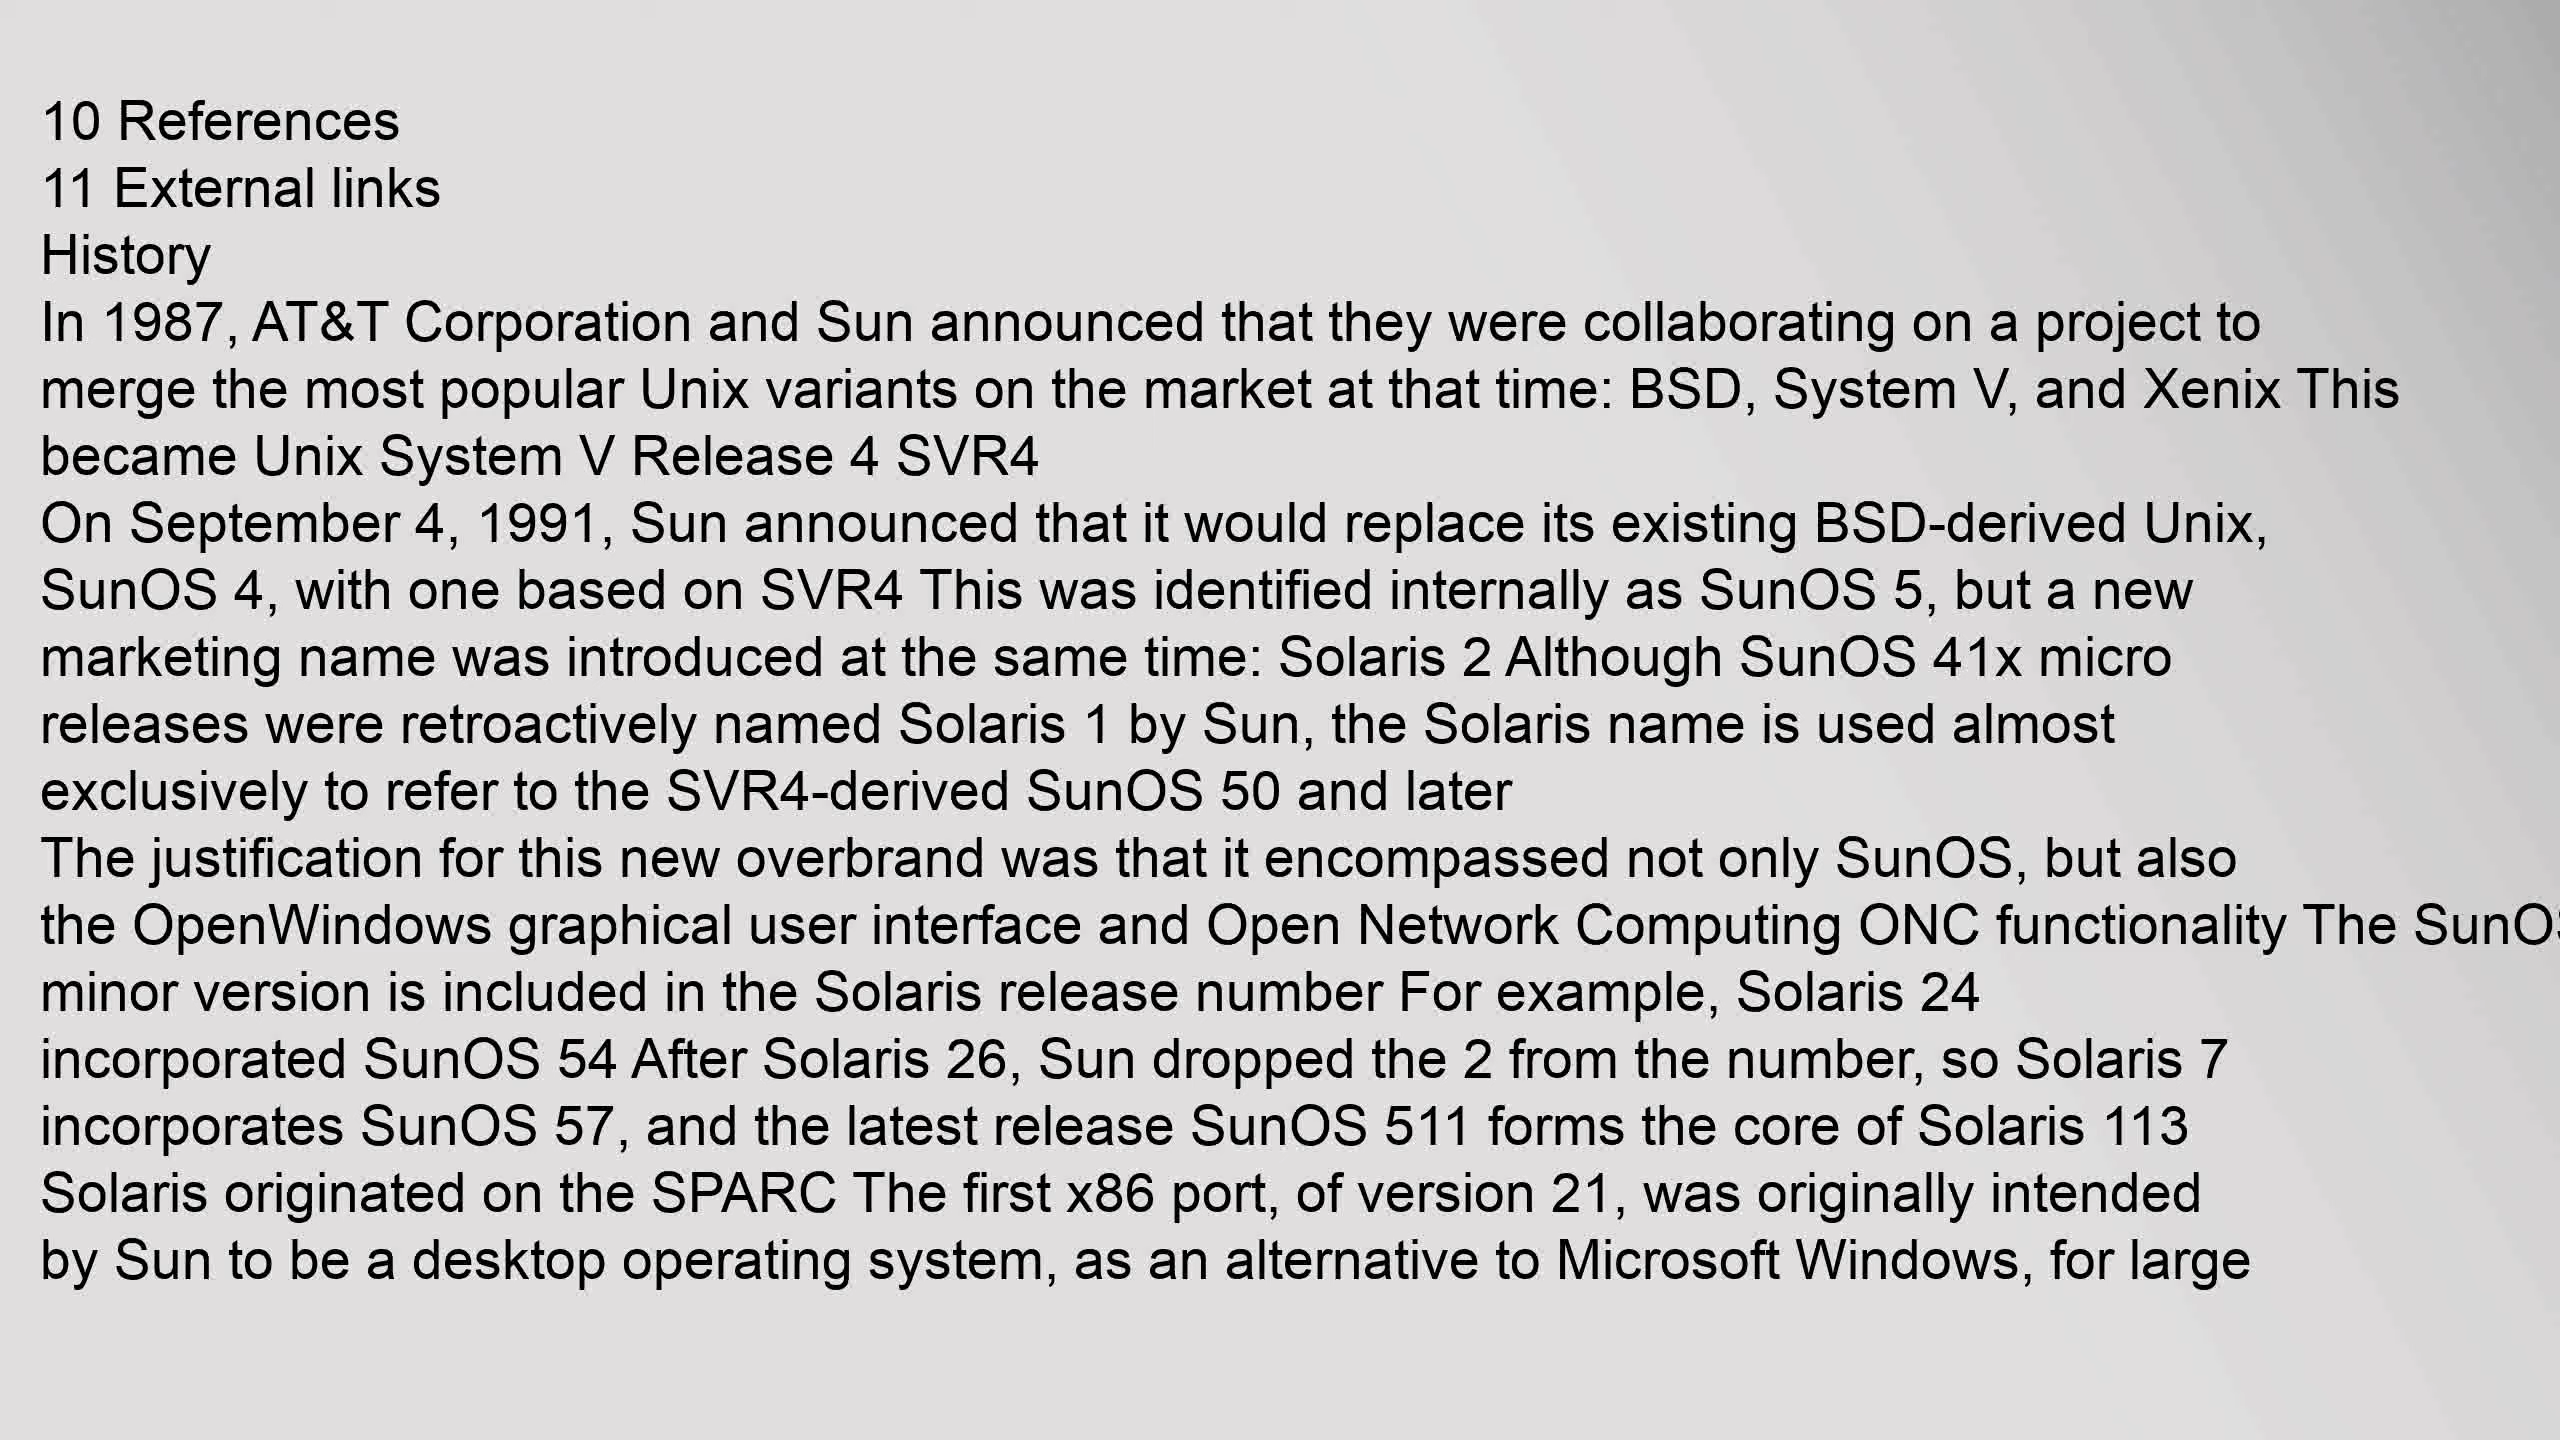 10 References
11 External links
History
In 1987, AT&T Corporation and Sun announced that they were collaborating on a project to
merge the most popular Unix variants on the market at that time: BSD, System V, and Xenix This
became Unix System V Release 4 SVR4
On September 4, 1991, Sun announced that it would replace its existing BSD-derived Unix,
SunOS 4, with one based on SVR4 This was identified internally as SunOS 5, but a new
marketing name was introduced at the same time: Solaris 2 Although SunOS 41x micro
releases were retroactively named Solaris 1 by Sun, the Solaris name is used almost
exclusively to refer to the SVR4-derived SunOS 50 and later
The justification for this new overbrand was that it encompassed not only SunOS, but also
the OpenWindows graphical user interface and Open Network Computing ONC functionality The SunOS
minor version is included in the Solaris release number For example, Solaris 24
incorporated SunOS 54 After Solaris 26, Sun dropped the 2 from the number, so Solaris 7
incorporates SunOS 57, and the latest release SunOS 511 forms the core of Solaris 113
Solaris originated on the SPARC The first x86 port, of version 21, was originally intended
by Sun to be a desktop operating system, as an alternative to Microsoft Windows, for large